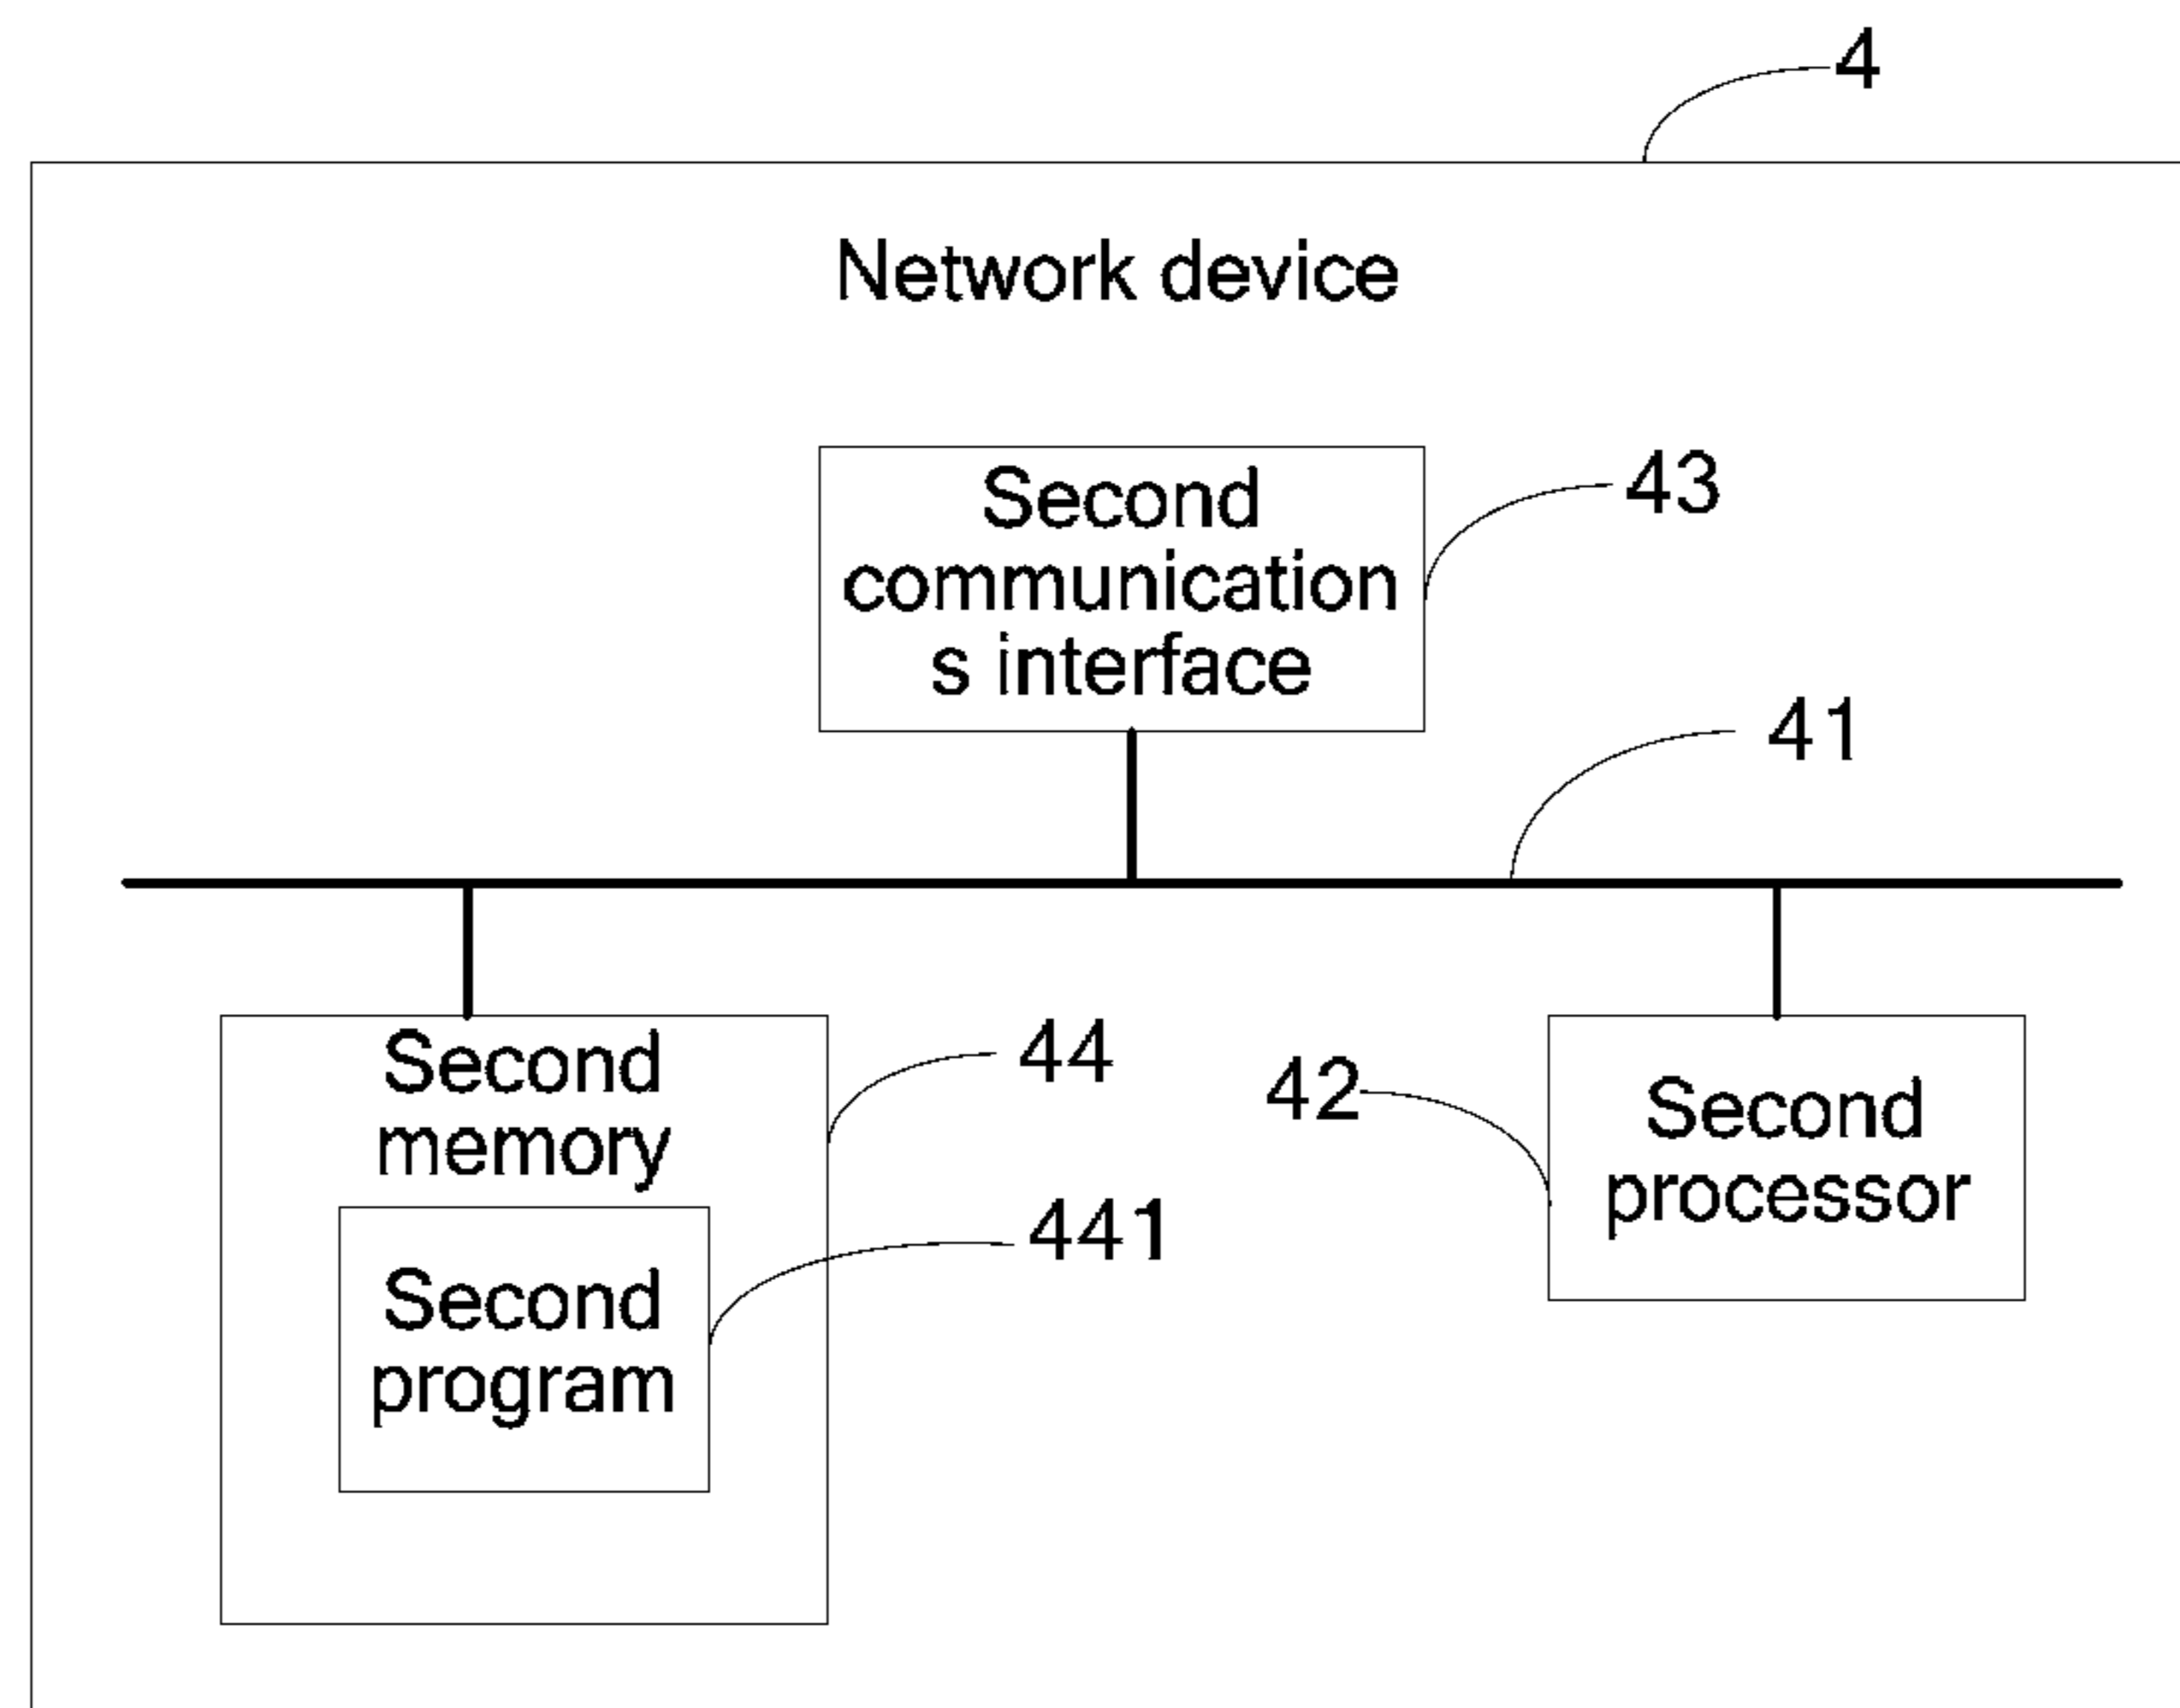 4
Network device
Second
communication
s interface
43
41
Second
memory
44
42
Second
processor
441
Second
program